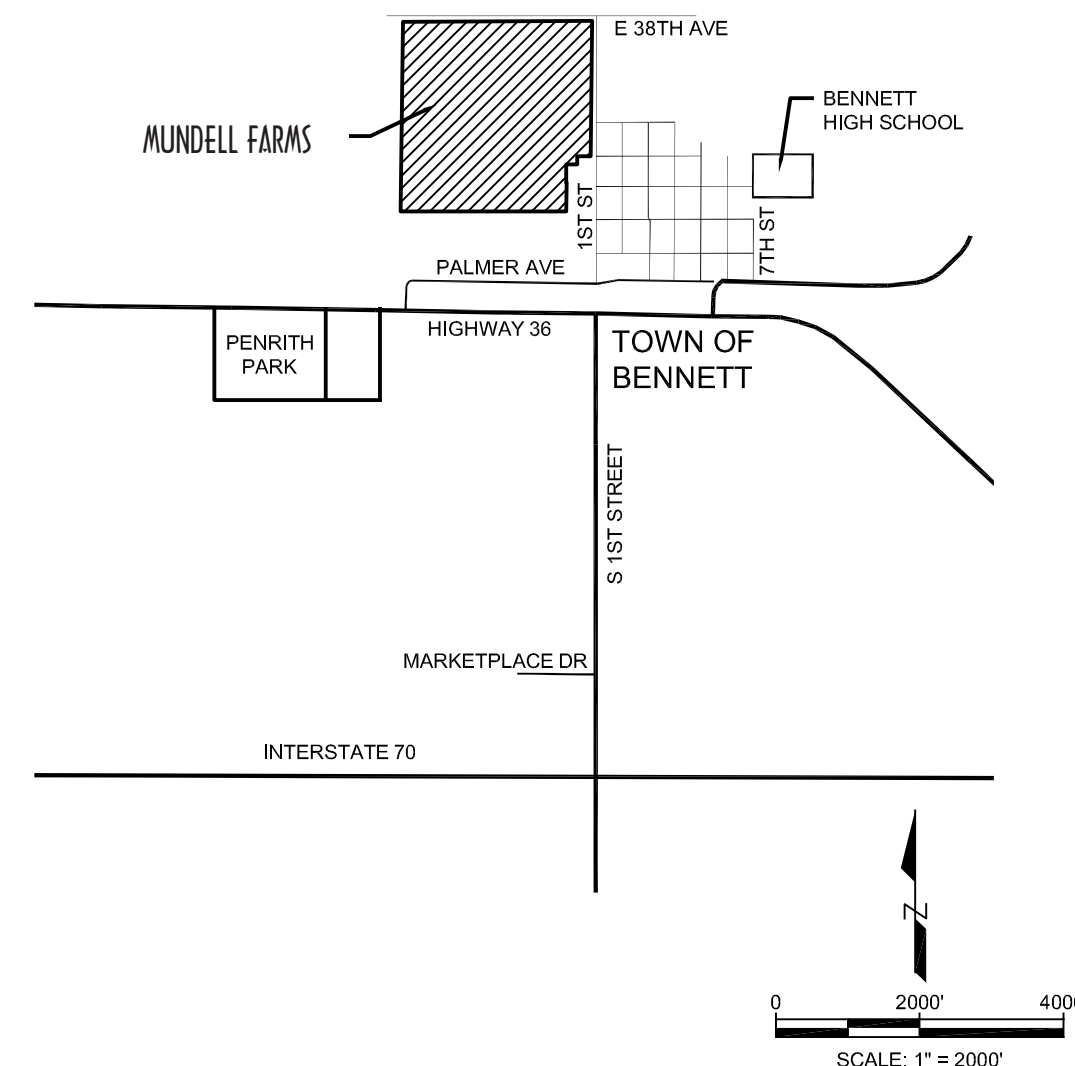 E 38TH AVE
BENNETT
HIGH SCHOOL
MUNDELL FARMS
1ST ST
7TH ST
PALMER AVE
HIGHWAY 36
PENRITH
PARK
TOWN OF
BENNETT
S 1ST STREET
MARKETPLACE DR
INTERSTATE 70
N
0 2000' 400
SCALE: 1" = 2000'